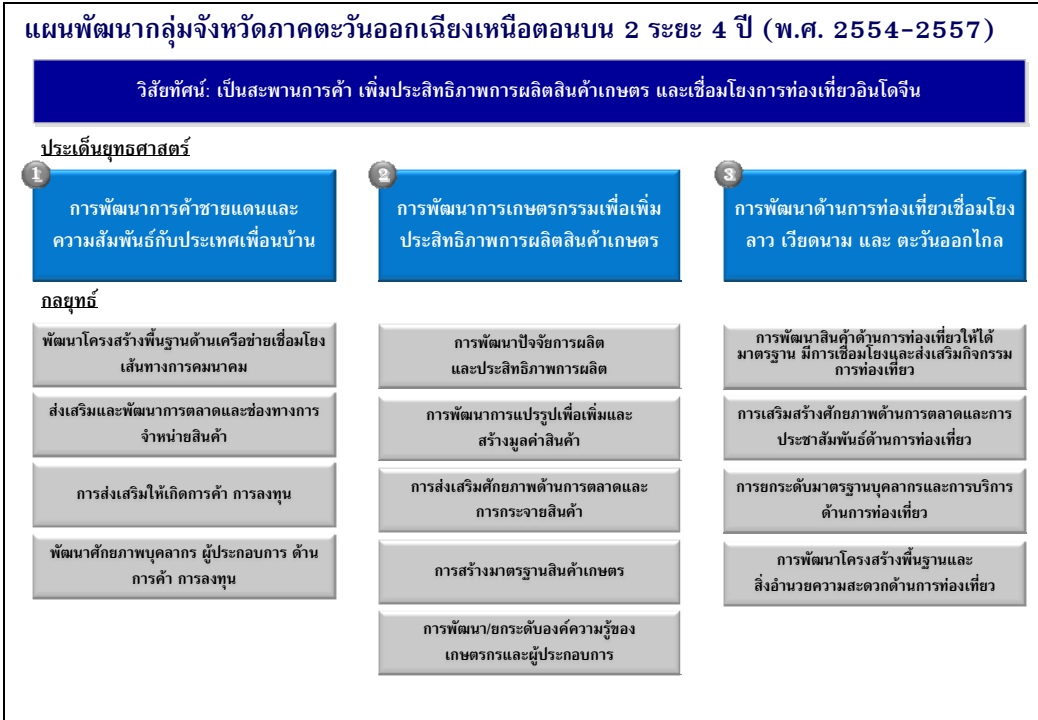 แผนพัฒนากลุ่มจังหวัดภาคตะวันออกเฉียงเหนือตอนบน 2 ระยะ 4 ปี (พ.ศ. 2554-2557)
วิสัยทัศน์: เป็นสะพานการค้า เพิ่มประสิทธิภาพการผลิตสินค้าเกษตร และเชื่อมโยงการท่องเที่ยวอินโดจีน
ประเด็นยุทธศาสตร์
1
การพัฒนาการค้าชายแดนและ
ความสัมพันธ์กับประเทศเพื่อนบ้าน
2
การพัฒนาการเกษตรกรรมเพื่อเพิ่ม
ประสิทธิภาพการผลิตสินค้าเกษตร
3
การพัฒนาด้านการท่องเที่ยวเชื่อมโยง
ลาว เวียดนาม และ ตะวันออกไกล
กลยุทธ์
พัฒนาโครงสร้างพื้นฐานด้านเครือข่ายเชื่อมโยง
เส้นทางการคมนาคม
ส่งเสริมและพัฒนาการตลาดและช่องทางการ
จำหน่ายสินค้า
การส่งเสริมให้เกิดการค้า การลงทุน
พัฒนาศักยภาพบุคลากร ผู้ประกอบการ ด้าน
การค้า การลงทุน
การพัฒนาปัจจัยการผลิต
และประสิทธิภาพการผลิต
การพัฒนาการแปรรูปเพื่อเพิ่มและ
สร้างมูลค่าสินค้า
การส่งเสริมศักยภาพด้านการตลาดและ
การกระจายสินค้า
การสร้างมาตรฐานสินค้าเกษตร
การพัฒนา/ยกระดับองค์ความรู้ของ
เกษตรกรและผู้ประกอบการ
การพัฒนาสินค้าด้านการท่องเที่ยวให้ได้
มาตรฐาน มีการเชื่อมโยงและส่งเสริมกิจกรรม
การท่องเที่ยว
การเสริมสร้างศักยภาพด้านการตลาดและการ
ประชาสัมพันธ์ด้านการท่องเที่ยว
การยกระดับมาตรฐานบุคลากรและการบริการ
ด้านการท่องเที่ยว
การพัฒนาโครงสร้างพื้นฐานและ
สิ่งอำนวยความสะดวกด้านการท่องเที่ยว